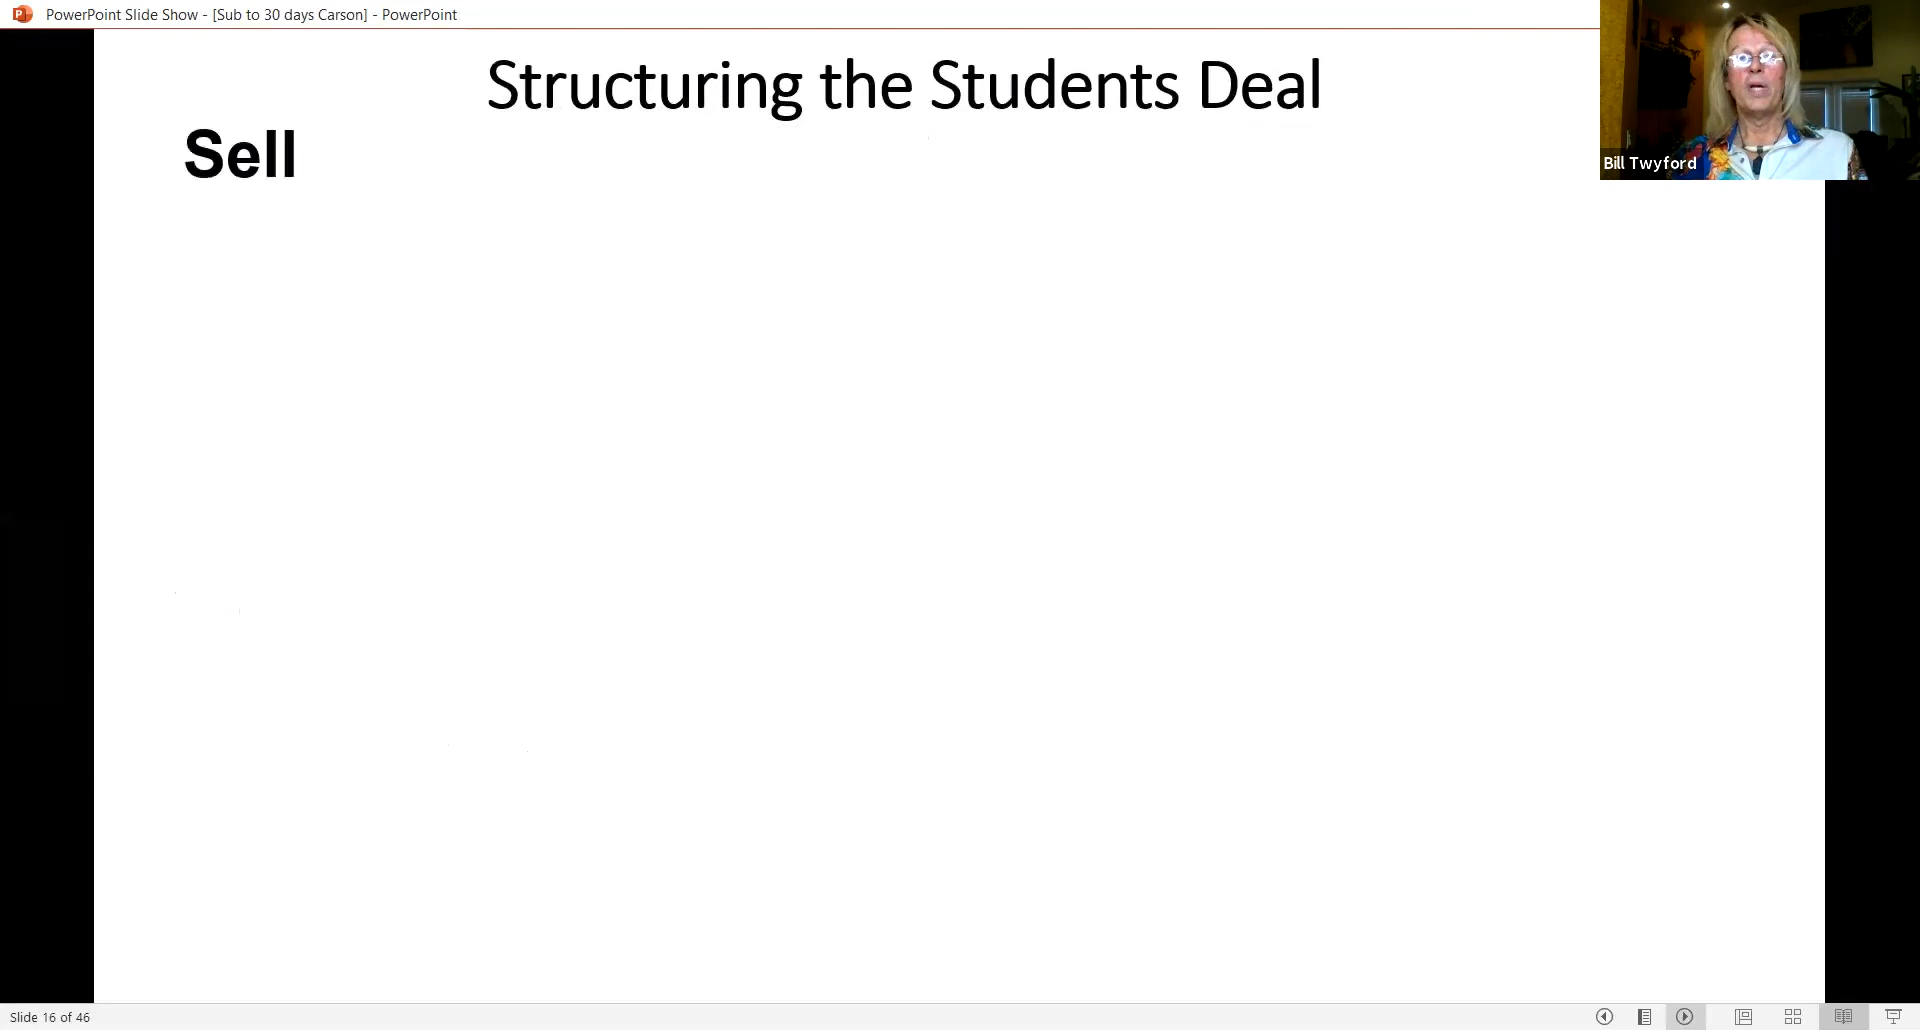 PowerPoint Slide Show - [Sub to 30 days Carson] - PowerPoint
Structuring the Students Deal
Sell
Bill Twyford
Slide 16 of 46